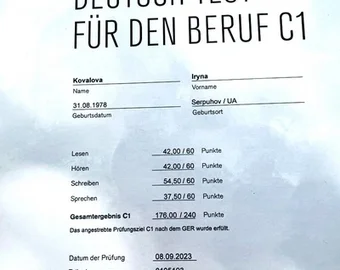 DEUTSCH-TEST
FÜR DEN BERUF C1
Kovalova Iryna
Name Vorname
31.08.1978 Serpuhov / UA
Geburtsdatum Geburtsort
Lesen 42,00 / 60 Punkte
Hören 42,00 / 60 Punkte
Schreiben 54,50 / 60 Punkte
Sprechen 37,50 / 60 Punkte
Gesamtergebnis C1 176,00 / 240 Punkte
Das angestrebte Prüfungsziel C1 nach dem GER wurde erfüllt.
Datum der Prüfung 08.09.2023